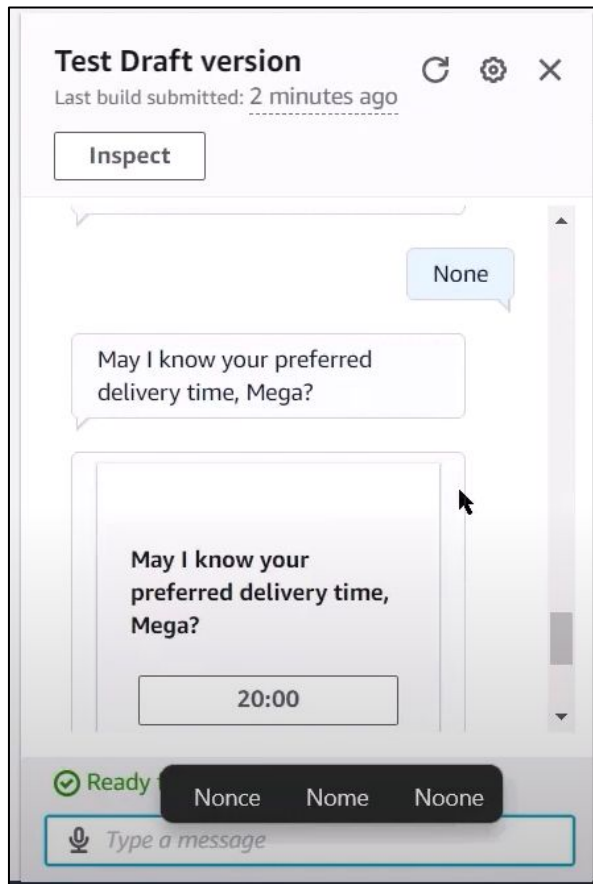 Test Draft version
Last build submitted: 2 minutes ago
Inspect
None
May I know your preferred
delivery time, Mega?
May I know your
preferred delivery time,
Mega?
20:00
Ready
Nonce Nome Noone
Type a message